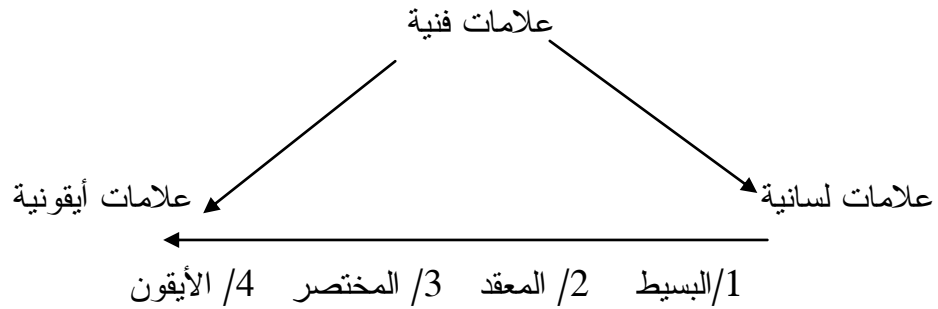 علامات فنية
علامات لسانية
علامات أيقونية
1/البسيط 2/ المعقد 3/ المختصر 4/ الأيقون